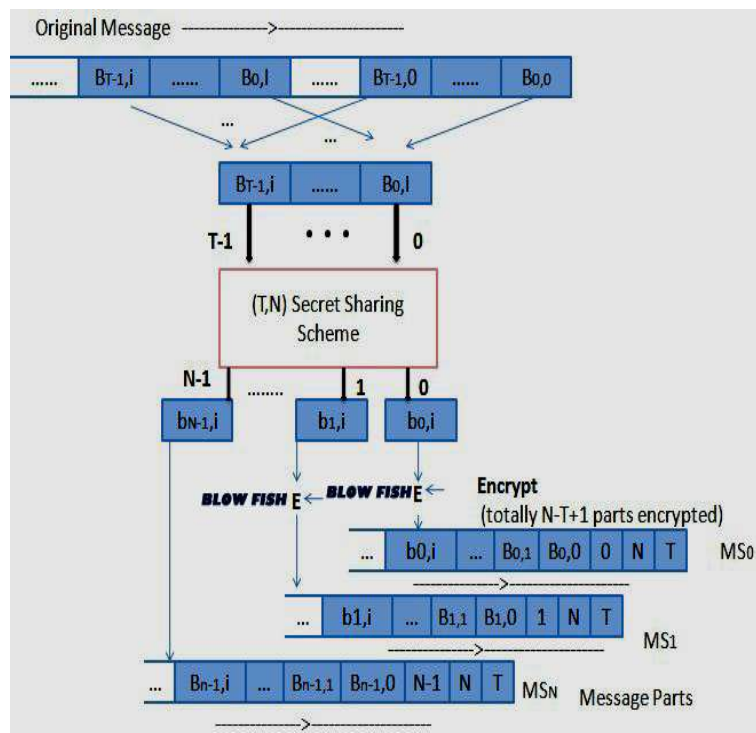 Original Message ---------------->------------------------
...... BT-1,i ...... B0,I ...... BT-1,0 ...... B0,0
...
...
BT-1,i ...... B0,i
T-1 • • • 0
(T,N) Secret Sharing
Scheme
N-1 ........ 1 0
bN-1,i b1,i b0,i
BLOW FISH E BLOW FISH E Encrypt
(totally N-T+1 parts encrypted)
... b0,i ... B0,1 B0,0 0 N T MS0
---------------->------------------------
... b1,i ... B1,1 B1,0 1 N T
---------------->------------------------ MS1
... Bn-1,i ... Bn-1,1 Bn-1,0 N-1 N T MSN Message Parts
---------------->------------------------